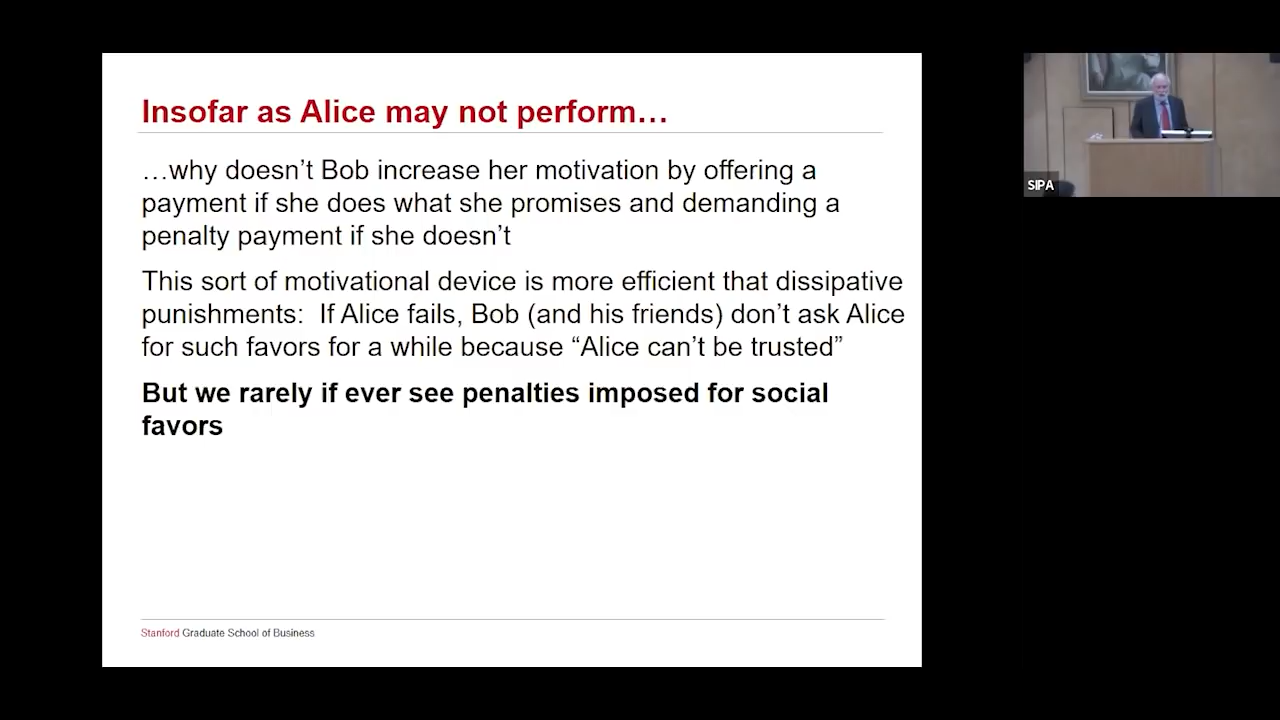 Insofar as Alice may not perform…
…why doesn’t Bob increase her motivation by offering a
payment if she does what she promises and demanding a
penalty payment if she doesn’t
This sort of motivational device is more efficient that dissipative
punishments:  If Alice fails, Bob (and his friends) don’t ask Alice
for such favors for a while because “Alice can’t be trusted”
But we rarely if ever see penalties imposed for social
favors
Stanford Graduate School of Business
SIPA